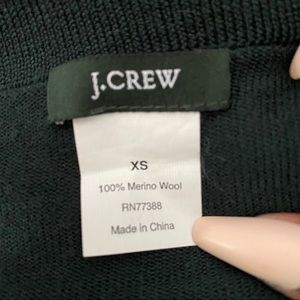 J.CREW
XS
100% Merino Wool
RN77388
Made in China